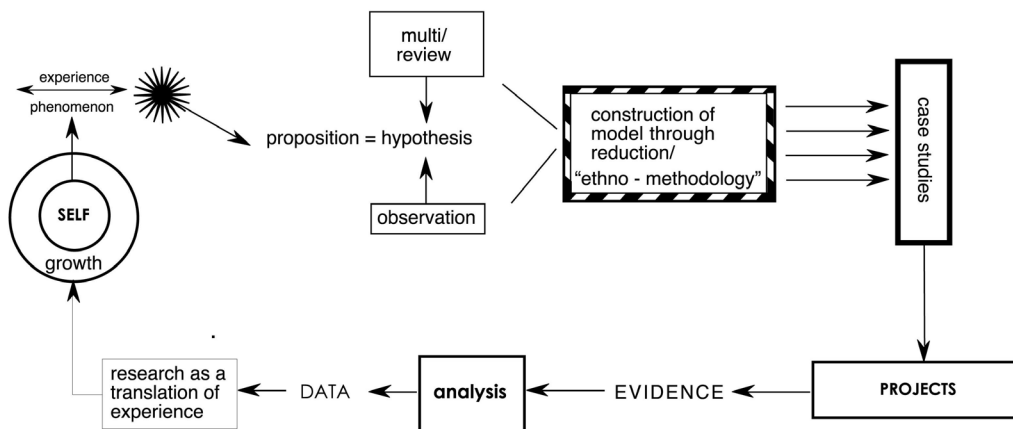 experience
phenomenon
SELF
growth
multi/
review
proposition = hypothesis
observation
construction of
model through
reduction/
“ethno - methodology”
case studies
PROJECTS
EVIDENCE
analysis
DATA
research as a
translation of
experience